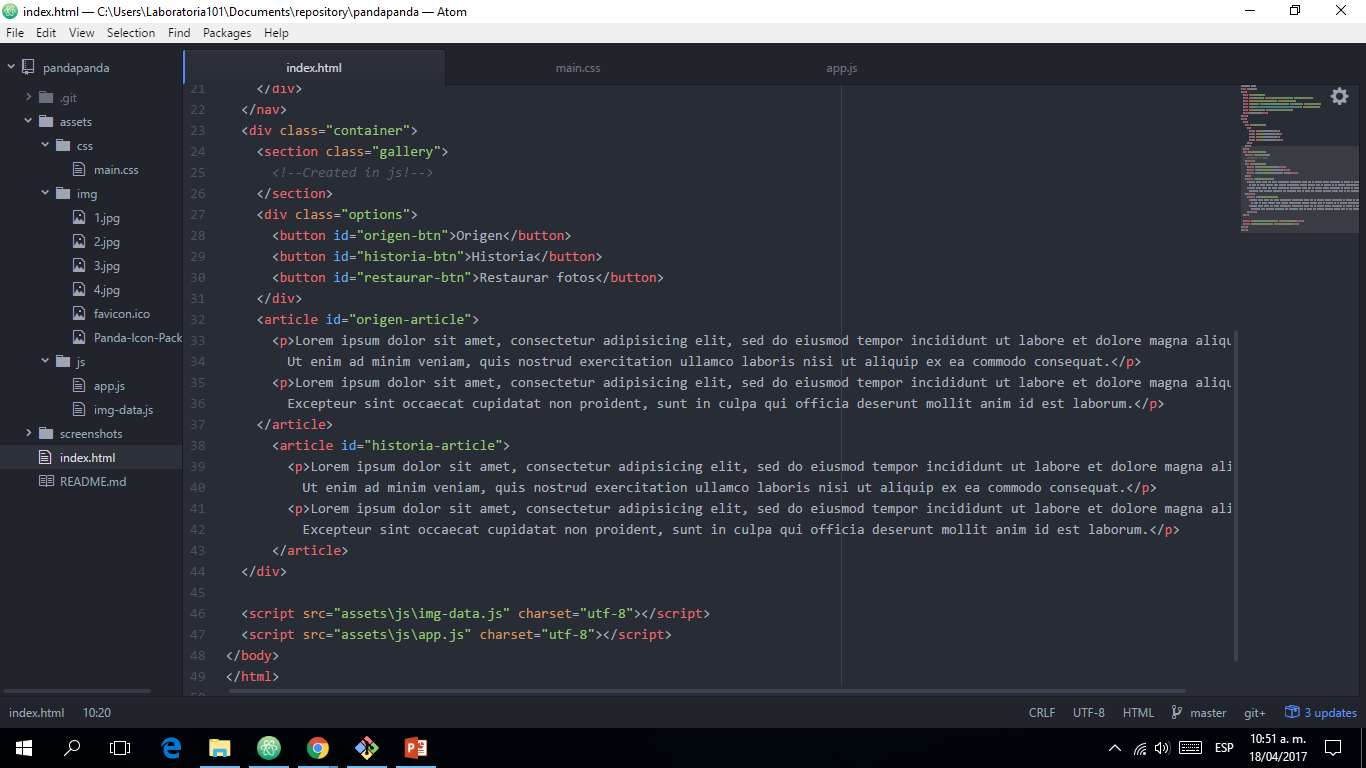 index.html — C:\Users\Laboratoria101\Documents\repository\pandapanda — Atom
File Edit View Selection Find Packages Help
pandapanda
.git
assets
css
main.css
img
1.jpg
2.jpg
3.jpg
4.jpg
favicon.ico
Panda-Icon-Pack
js
app.js
img-data.js
screenshots
index.html
README.md
index.html main.css app.js
21 </div>
22 </nav>
23 <div class="container">
24 <section class="gallery">
25 <!--Created in js!-->
26 </section>
27 <div class="options">
28 <button id="origen-btn">Origen</button>
29 <button id="historia-btn">Historia</button>
30 <button id="restaurar-btn">Restaurar fotos</button>
31 </div>
32 <article id="origen-article">
33 <p>Lorem ipsum dolor sit amet, consectetur adipisicing elit, sed do eiusmod tempor incididunt ut labore et dolore magna aliqu
34 Ut enim ad minim veniam, quis nostrud exercitation ullamco laboris nisi ut aliquip ex ea commodo consequat.</p>
35 <p>Lorem ipsum dolor sit amet, consectetur adipisicing elit, sed do eiusmod tempor incididunt ut labore et dolore magna aliqu
36 Excepteur sint occaecat cupidatat non proident, sunt in culpa qui officia deserunt mollit anim id est laborum.</p>
37 </article>
38 <article id="historia-article">
39 <p>Lorem ipsum dolor sit amet, consectetur adipisicing elit, sed do eiusmod tempor incididunt ut labore et dolore magna ali
40 Ut enim ad minim veniam, quis nostrud exercitation ullamco laboris nisi ut aliquip ex ea commodo consequat.</p>
41 <p>Lorem ipsum dolor sit amet, consectetur adipisicing elit, sed do eiusmod tempor incididunt ut labore et dolore magna ali
42 Excepteur sint occaecat cupidatat non proident, sunt in culpa qui officia deserunt mollit anim id est laborum.</p>
43 </article>
44 </div>
45
46 <script src="assets\js\img-data.js" charset="utf-8"></script>
47 <script src="assets\js\app.js" charset="utf-8"></script>
48 </body>
49 </html>
index.html 10:20 CRLF UTF-8 HTML master git+ 3 updates
ESP
10:51 a. m.
18/04/2017